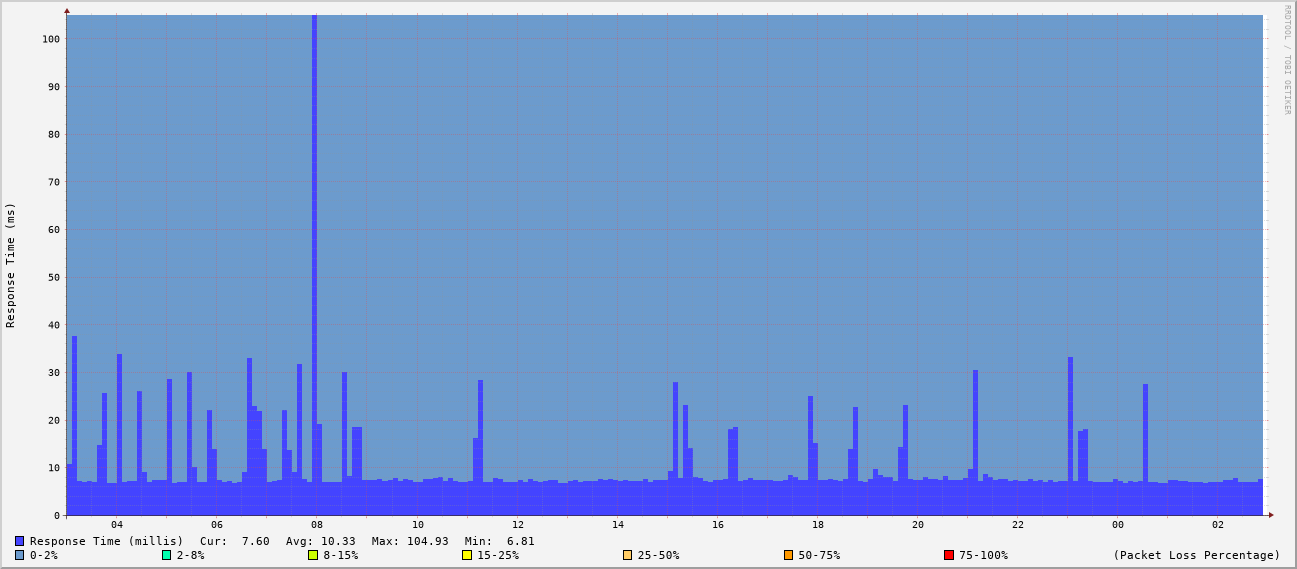 RRDTOOL / TOBI OETIKER
Response Time (ms)
100
90
80
70
60
50
40
30
20
10
0
04 06 08 10 12 14 16 18 20 22 00 02
Response Time (millis) Cur: 7.60 Avg: 10.33 Max: 104.93 Min: 6.81
0-2% 2-8% 8-15% 15-25% 25-50% 50-75% 75-100% (Packet Loss Percentage)